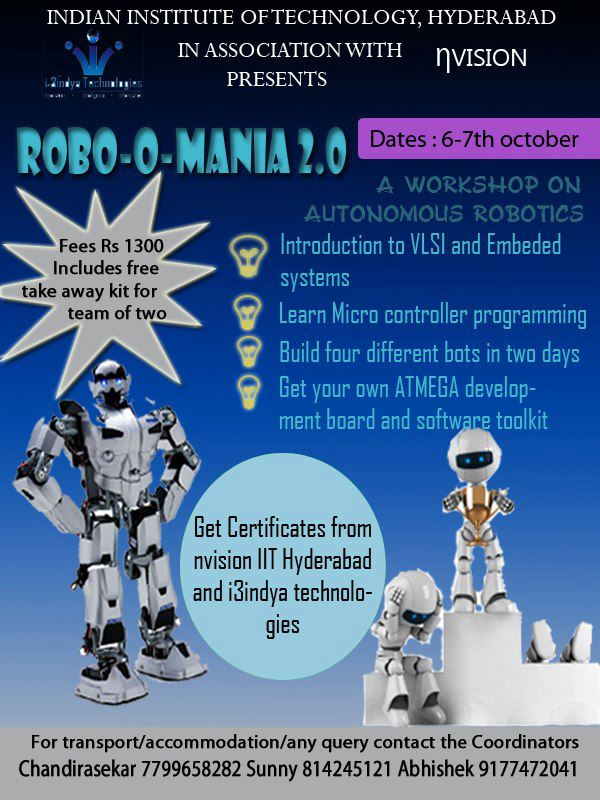 INDIAN INSTITUTE OF TECHNOLOGY, HYDERABAD
IN ASSOCIATION WITH
ηVISION
PRESENTS
i-3indya Technologies
ROBO-O-MANIA 2.0
Dates : 6-7th october
A WORKSHOP ON
AUTONOMOUS ROBOTICS
Fees Rs 1300
Includes free
take away kit for
team of two
Introduction to VLSI and Embeded
systems
Learn Micro controller programming
Build four different bots in two days
Get your own ATMEGA develop-
ment board and software toolkit
Get Certificates from
nvision IIT Hyderabad
and i3indya technolo-
gies
For transport/accommodation/any query contact the Coordinators
Chandirasekar 7799658282 Sunny 814245121 Abhishek 9177472041